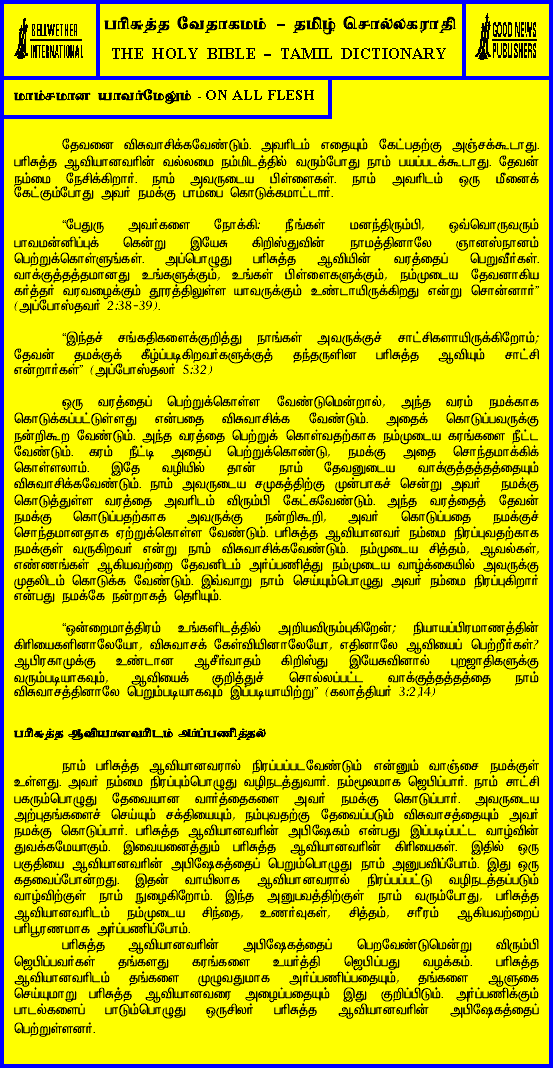 BELLWETHER
INTERNATIONAL
பரிசுத்த வேதாகமம் – தமிழ் சொல்லகராதி
THE HOLY BIBLE – TAMIL DICTIONARY
GOOD NEWS
PUBLISHERS
மாம்சமான யாவர்மேலும் - ON ALL FLESH
தேவனை விசுவாசிக்கவேண்டும். அவரிடம் எதையும் கேட்பதற்கு அஞ்சக்கூடாது.
பரிசுத்த ஆவியானவரின் வல்லமை நம்மிடத்தில் வரும்போது நாம் பயப்படக்கூடாது. தேவன்
நம்மை நேசிக்கிறார். நாம் அவருடைய பிள்ளைகள். நாம் அவரிடம் ஒரு மீனைக்
கேட்கும்போது அவர் நமக்கு பாம்பை கொடுக்கமாட்டார்.
“பேதுரு அவர்களை நோக்கி: நீங்கள் மனந்திரும்பி, ஒவ்வொருவரும்
பாவமன்னிப்புக் கென்று இயேசு கிறிஸ்துவின் நாமத்தினாலே ஞானஸ்நானம்
பெற்றுக்கொள்ளுங்கள். அப்பொழுது பரிசுத்த ஆவியின் வரத்தைப் பெறுவீர்கள்.
வாக்குத்தத்தமானது உங்களுக்கும், உங்கள் பிள்ளைகளுக்கும், நம்முடைய தேவனாகிய
கர்த்தர் வரவழைக்கும் தூரத்திலுள்ள யாவருக்கும் உண்டாயிருக்கிறது என்று சொன்னார்”
(அப்போஸ்தலர் 2:38-39).
“இந்தச் சங்கதிகளைக்குறித்து நாங்கள் அவருக்குச் சாட்சிகளாயிருக்கிறோம்;
தேவன் தமக்குக் கீழ்ப்படிகிறவர்களுக்குத் தந்தருளின பரிசுத்த ஆவியும் சாட்சி
என்றார்கள்” (அப்போஸ்தலர் 5:32)
ஒரு வரத்தைப் பெற்றுக்கொள்ள வேண்டுமென்றால், அந்த வரம் நமக்காக
கொடுக்கப்பட்டுள்ளது என்பதை விசுவாசிக்க வேண்டும். அதைக் கொடுப்பவருக்கு
நன்றிகூற வேண்டும். அந்த வரத்தை பெற்றுக் கொள்வதற்காக நம்முடைய கரங்களை நீட்ட
வேண்டும். கரம் நீட்டி அதைப் பெற்றுக்கொண்டு, நமக்கு அதை சொந்தமாக்கிக்
கொள்ளலாம். இதே வழியில் தான் நாம் தேவனுடைய வாக்குத்தத்தத்தையும்
விசுவாசிக்கவேண்டும். நாம் அவருடைய சமுகத்திற்கு முன்பாகச் சென்று அவர் நமக்கு
கொடுத்துள்ள வரத்தை அவரிடம் விரும்பி கேட்கவேண்டும். அந்த வரத்தைத் தேவன்
நமக்கு கொடுப்பதற்காக அவருக்கு நன்றிகூறி, அவர் கொடுப்பதை நமக்குச்
சொந்தமானதாக ஏற்றுக்கொள்ள வேண்டும். பரிசுத்த ஆவியானவர் நம்மை நிரப்புவதற்காக
நமக்குள் வருகிறவர் என்று நாம் விசுவாசிக்கவேண்டும். நம்முடைய சித்தம், ஆவல்கள்,
எண்ணங்கள் ஆகியவற்றை தேவனிடம் அர்ப்பணித்து நம்முடைய வாழ்க்கையில் அவருக்கு
முதலிடம் கொடுக்க வேண்டும். இவ்வாறு நாம் செய்யும்பொழுது அவர் நம்மை நிரப்புகிறார்
என்பது நமக்கே நன்றாகத் தெரியும்.
“ஒன்றைமாத்திரம் உங்களிடத்தில் அறியவிரும்புகிறேன்; நியாயப்பிரமாணத்தின்
கிரியைகளினாலேயோ, விசுவாசக் கேள்வியினாலேயோ, எதினாலே ஆவியைப் பெற்றீர்கள்?
ஆபிரகாமுக்கு உண்டான ஆசீர்வாதம் கிறிஸ்து இயேசுவினால் புறஜாதிகளுக்கு
வரும்படியாகவும், ஆவியைக் குறித்துச் சொல்லப்பட்ட வாக்குத்தத்தத்தை நாம்
விசுவாசத்தினாலே பெறும்படியாகவும் இப்படியாயிற்று” (கலாத்தியர் 3:2,14)
பரிசுத்த ஆவியானவரிடம் அர்ப்பணித்தல்
நாம் பரிசுத்த ஆவியானவரால் நிரப்பப்படவேண்டும் என்னும் வாஞ்சை நமக்குள்
உள்ளது. அவர் நம்மை நிரப்பும்பொழுது வழிநடத்துவார். நம்மூலமாக ஜெபிப்பார். நாம் சாட்சி
பகரும்பொழுது தேவையான வார்த்தைகளை அவர் நமக்கு கொடுப்பார். அவருடைய
அற்புதங்களைச் செய்யும் சக்தியையும், நம்புவதற்கு தேவைப்படும் விசுவாசத்தையும் அவர்
நமக்கு கொடுப்பார். பரிசுத்த ஆவியானவரின் அபிஷேகம் என்பது இப்படிப்பட்ட வாழ்வின்
துவக்கமேயாகும். இவையனைத்தும் பரிசுத்த ஆவியானவரின் கிரியைகள். இதில் ஒரு
பகுதியை ஆவியானவரின் அபிஷேகத்தைப் பெறும்பொழுது நாம் அனுபவிப்போம். இது ஒரு
கதவைப்போன்றது. இதன் வாயிலாக ஆவியானவரால் நிரப்பப்பட்டு வழிநடத்தப்படும்
வாழ்விற்குள் நாம் நுழைகிறோம். இந்த அனுபவத்திற்குள் நாம் வரும்போது, பரிசுத்த
ஆவியானவரிடம் நம்முடைய சிந்தை, உணர்வுகள், சித்தம், சரீரம் ஆகியவற்றைப்
பரிபூரணமாக அர்ப்பணிப்போம்.
பரிசுத்த ஆவியானவரின் அபிஷேகத்தைப் பெறவேண்டுமென்று விரும்பி
ஜெபிப்பவர்கள் தங்களது கரங்களை உயர்த்தி ஜெபிப்பது வழக்கம். பரிசுத்த
ஆவியானவரிடம் தங்களை முழுவதுமாக அர்ப்பணிப்பதையும், தங்களை ஆளுகை
செய்யுமாறு பரிசுத்த ஆவியானவரை அழைப்பதையும் இது குறிப்பிடும். அர்ப்பணிக்கும்
பாடல்களைப் பாடும்பொழுது ஒருசிலர் பரிசுத்த ஆவியானவரின் அபிஷேகத்தைப்
பெற்றுள்ளனர்.